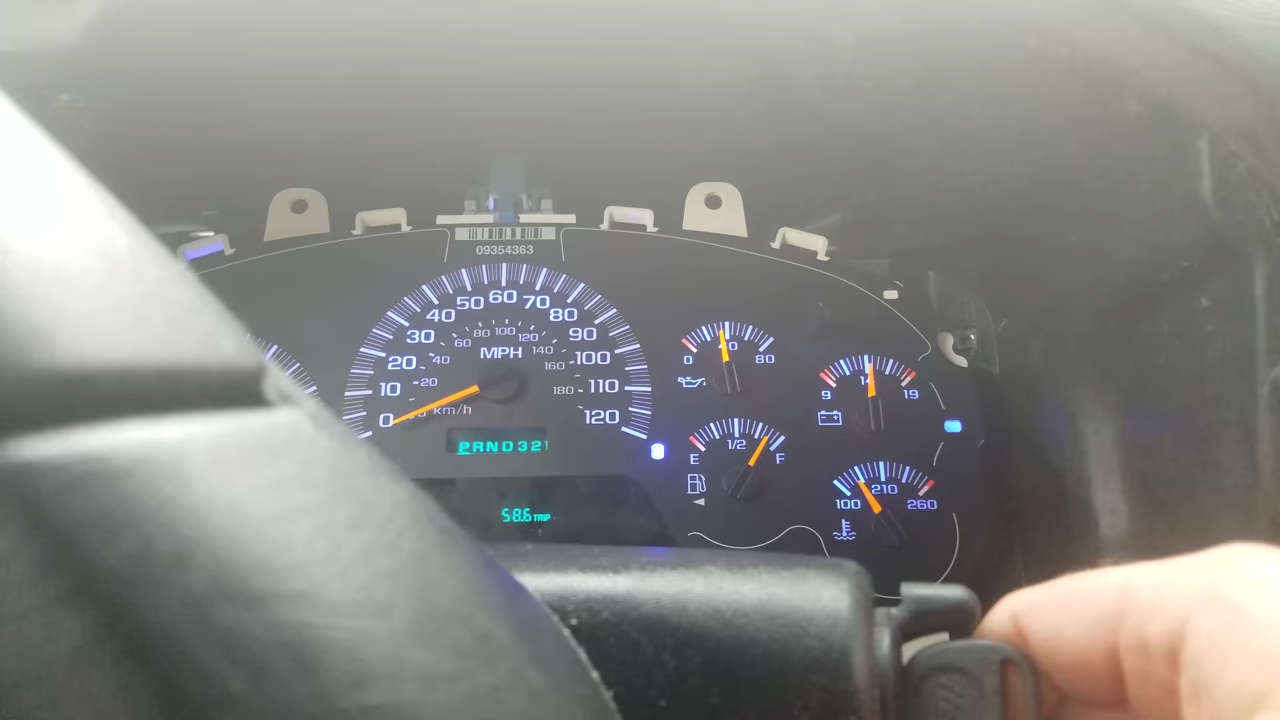 09354363
0 10 20 30 40 50 60 70 80 90 100 110 120
20 40 60 80 100 120 140 160 180
MPH
km/h
PRND321
58.6 TRIP
0 40 80
9 14 19
E 1/2 F
100 210 260